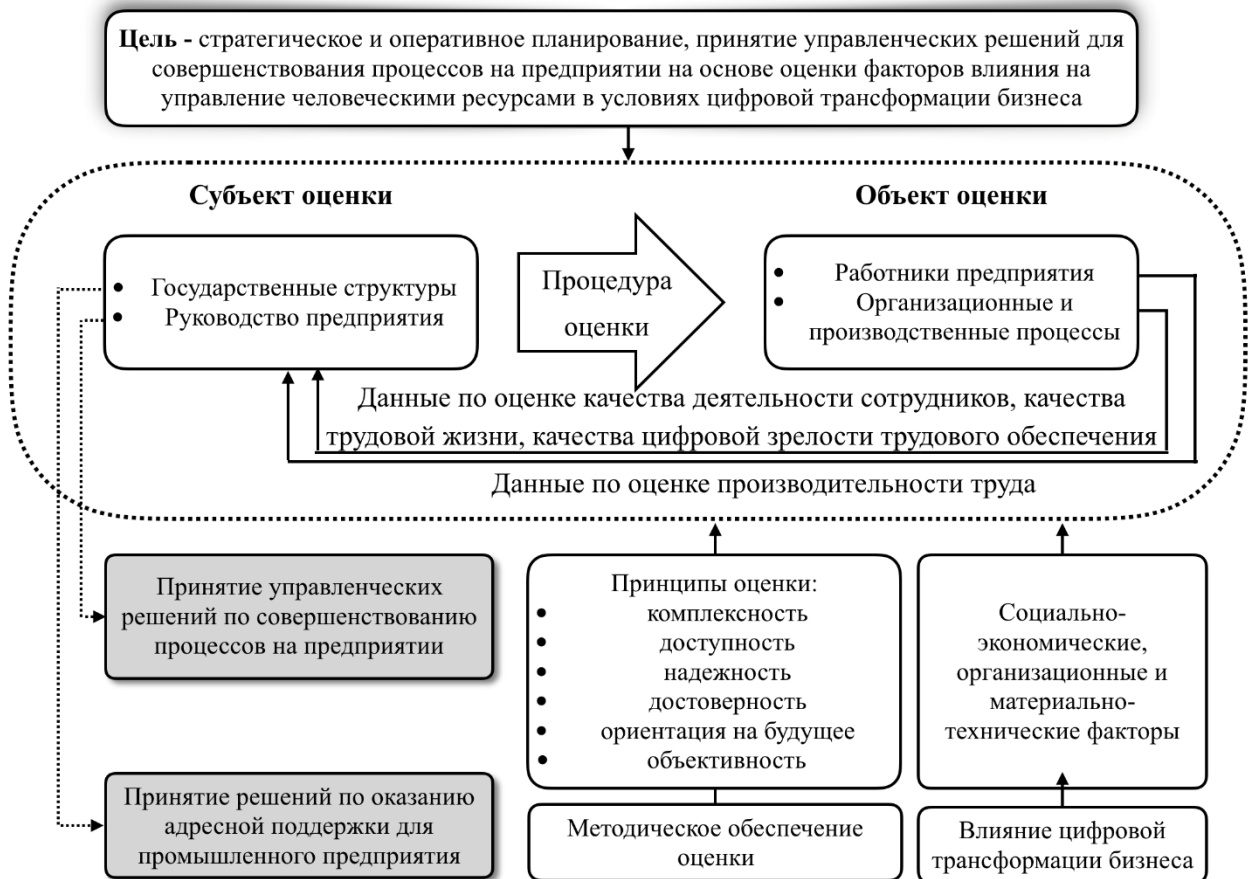 Цель - стратегическое и оперативное планирование, принятие управленческих решений для
совершенствования процессов на предприятии на основе оценки факторов влияния на
управление человеческими ресурсами в условиях цифровой трансформации бизнеса
Субъект оценки
Объект оценки
• Государственные структуры
• Руководство предприятия
Процедура
оценки
• Работники предприятия
• Организационные и
производственные процессы
Данные по оценке качества деятельности сотрудников, качества
трудовой жизни, качества цифровой зрелости трудового обеспечения
Данные по оценке производительности труда
Принятие управленческих
решений по совершенствованию
процессов на предприятии
Принятие решений по оказанию
адресной поддержки для
промышленного предприятия
Принципы оценки:
• комплексность
• доступность
• надежность
• достоверность
• ориентация на будущее
• объективность
Методическое обеспечение
оценки
Социально-
экономические,
организационные и
материально-
технические факторы
Влияние цифровой
трансформации бизнеса